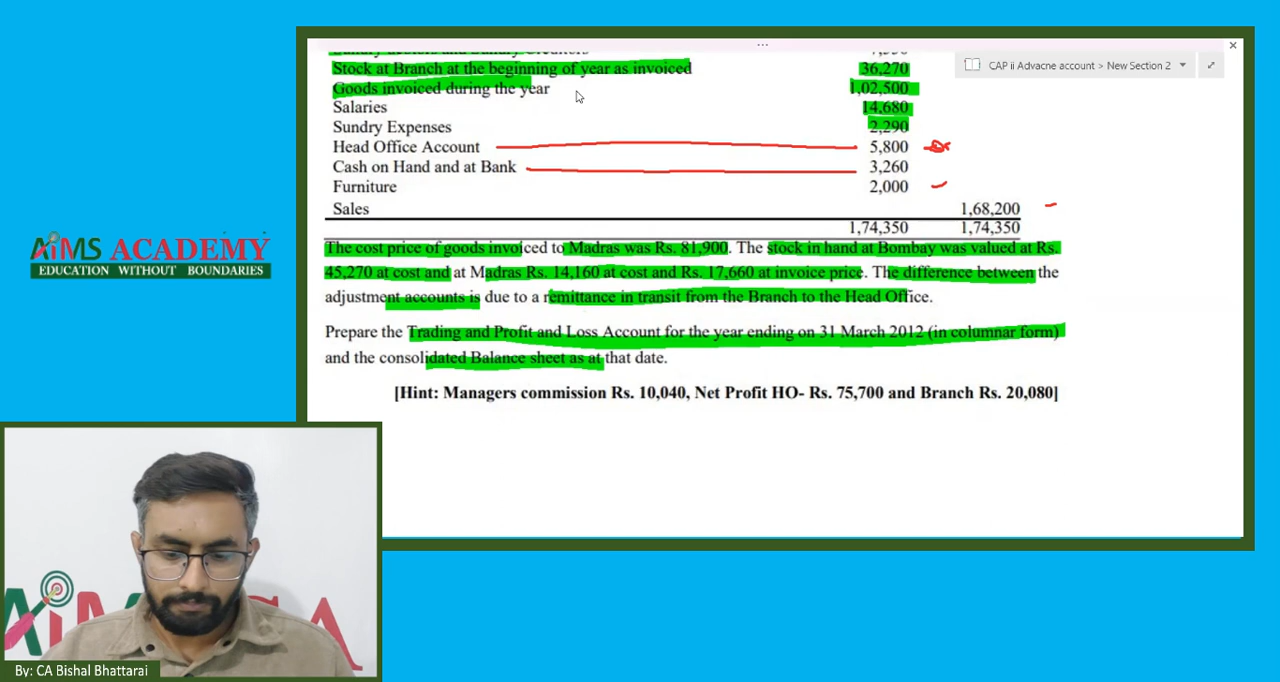 Sundry Debtors and Sundry Creditors 7,350
CAP ii Advacne account > New Section 2
Stock at Branch at the beginning of year as invoiced 36,270
Goods invoiced during the year 1,02,500
Salaries 14,680
Sundry Expenses 2,290
Head Office Account 5,800
Cash on Hand and at Bank 3,260
Furniture 2,000
Sales 1,68,200
1,74,350 1,74,350
The cost price of goods invoiced to Madras was Rs. 81,900. The stock in hand at Bombay was valued at Rs.
45,270 at cost and at Madras Rs. 14,160 at cost and Rs. 17,660 at invoice price. The difference between the
adjustment accounts is due to a remittance in transit from the Branch to the Head Office.
Prepare the Trading and Profit and Loss Account for the year ending on 31 March 2012 (in columnar form)
and the consolidated Balance sheet as at that date.
[Hint: Managers commission Rs. 10,040, Net Profit HO- Rs. 75,700 and Branch Rs. 20,080]
AiMS ACADEMY
EDUCATION WITHOUT BOUNDARIES
By: CA Bishal Bhattarai